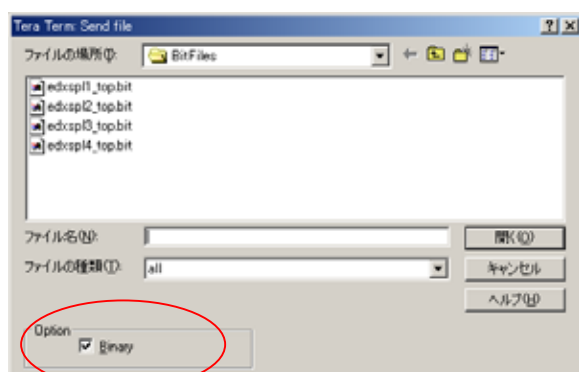 Tera Term: Send file
ファイルの場所(I):
BitFiles
edxspl1_top.bit
edxspl2_top.bit
edxspl3_top.bit
edxspl4_top.bit
ファイル名(N):
開く(O)
ファイルの種類(T):
all
キャンセル
ヘルプ(H)
Option
Binary